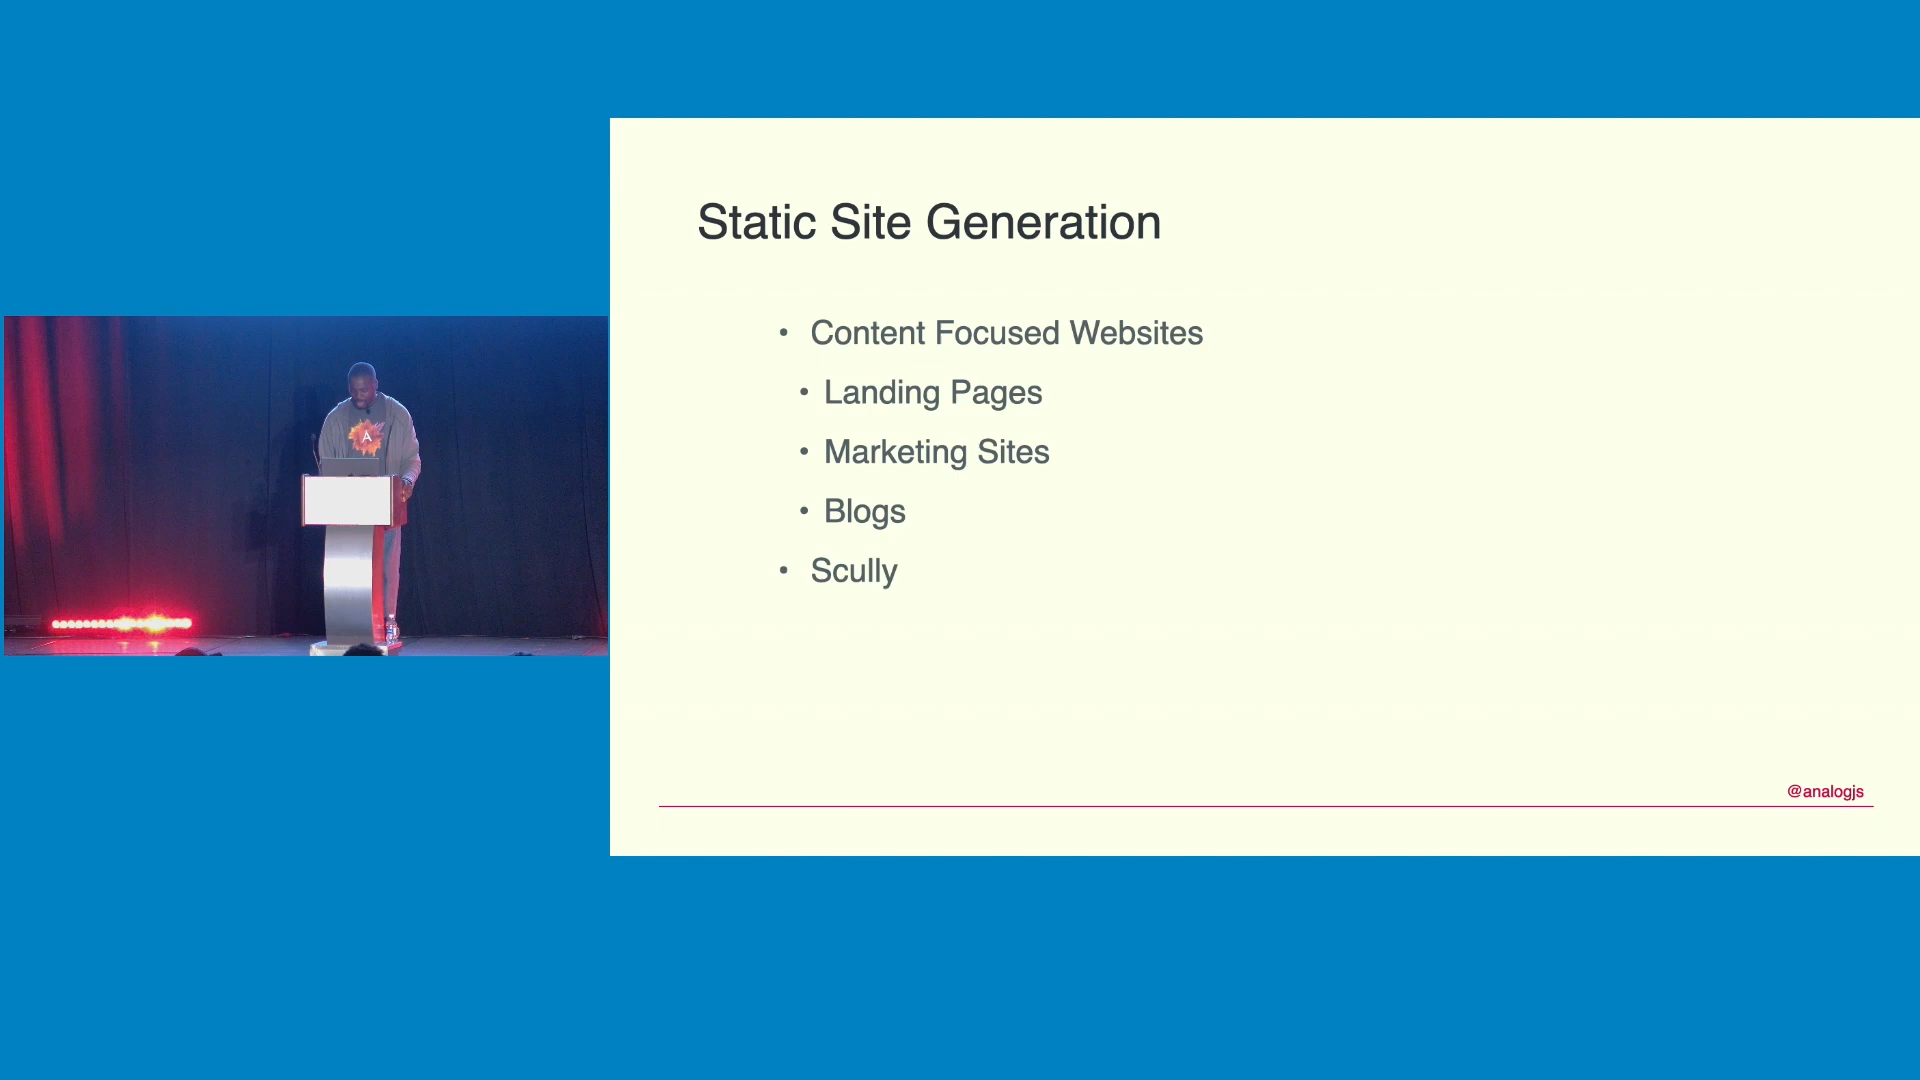 Static Site Generation
• Content Focused Websites
• Landing Pages
• Marketing Sites
• Blogs
• Scully
@analogjs
A